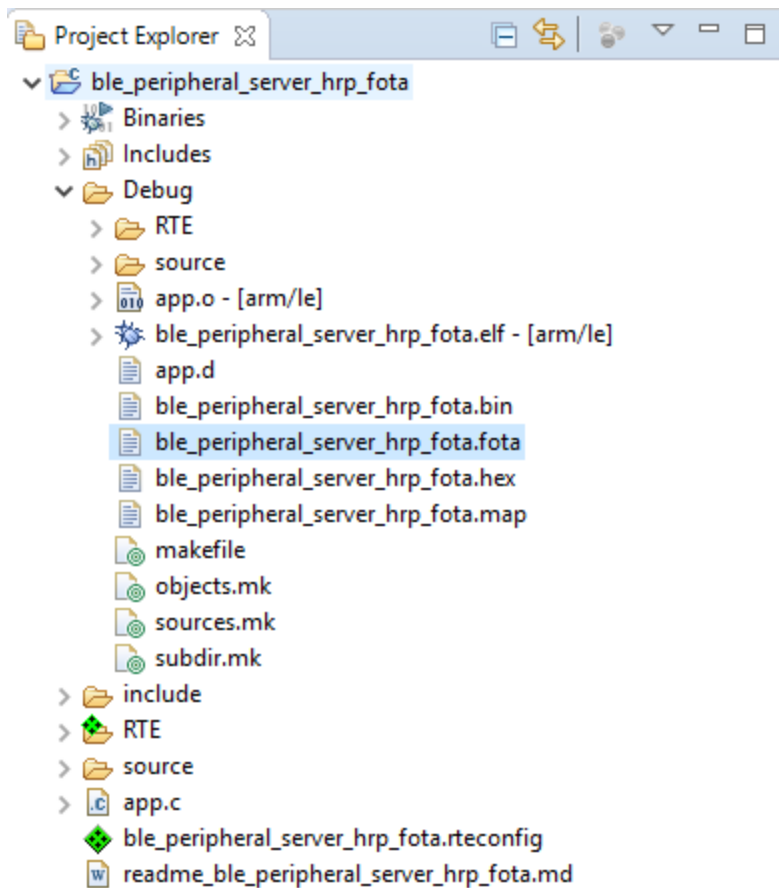 Project Explorer
ble_peripheral_server_hrp_fota
Binaries
Includes
Debug
RTE
source
app.o - [arm/le]
ble_peripheral_server_hrp_fota.elf - [arm/le]
app.d
ble_peripheral_server_hrp_fota.bin
ble_peripheral_server_hrp_fota.fota
ble_peripheral_server_hrp_fota.hex
ble_peripheral_server_hrp_fota.map
makefile
objects.mk
sources.mk
subdir.mk
include
RTE
source
app.c
ble_peripheral_server_hrp_fota.rteconfig
readme_ble_peripheral_server_hrp_fota.md